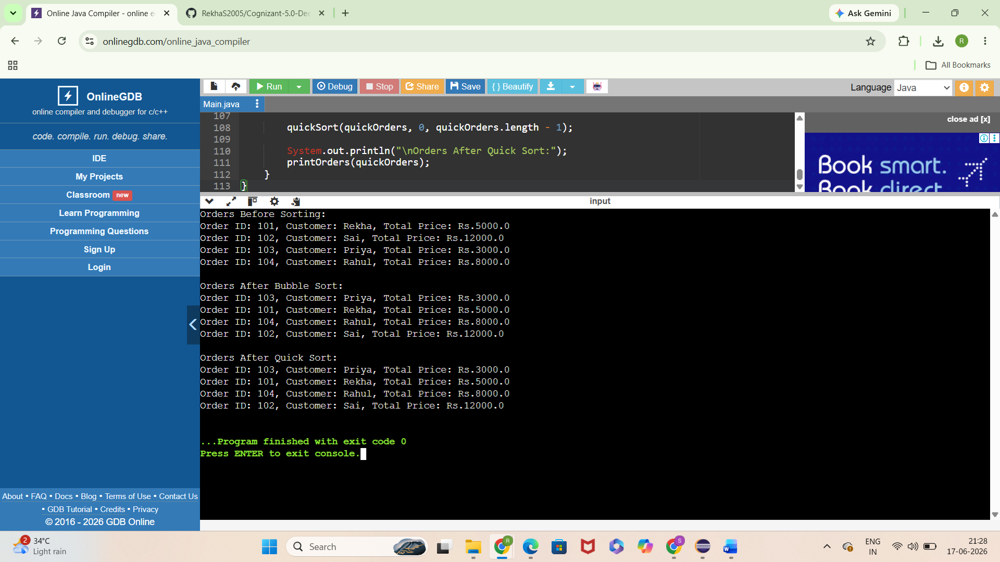 Online Java Compiler - online e
RekhaS2005/Cognizant-5.0-Dee
Ask Gemini
onlinegdb.com/online_java_compiler
R
All Bookmarks
OnlineGDB
online compiler and debugger for c/c++
code. compile. run. debug. share.
IDE
My Projects
Classroom new
Learn Programming
Programming Questions
Sign Up
Login
About • FAQ • Docs • Blog • Terms of Use • Contact Us
• GDB Tutorial • Credits • Privacy
© 2016 - 2026 GDB Online
Run
Debug
Stop
Share
Save
{ } Beautify
Language Java
Main.java
107
108 quickSort(quickOrders, 0, quickOrders.length - 1);
109
110 System.out.println("\nOrders After Quick Sort:");
111 printOrders(quickOrders);
112 }
113 }
close ad [x]
Book smart.
Book direct.
input
Orders Before Sorting:
Order ID: 101, Customer: Rekha, Total Price: Rs.5000.0
Order ID: 102, Customer: Sai, Total Price: Rs.12000.0
Order ID: 103, Customer: Priya, Total Price: Rs.3000.0
Order ID: 104, Customer: Rahul, Total Price: Rs.8000.0
Orders After Bubble Sort:
Order ID: 103, Customer: Priya, Total Price: Rs.3000.0
Order ID: 101, Customer: Rekha, Total Price: Rs.5000.0
Order ID: 104, Customer: Rahul, Total Price: Rs.8000.0
Order ID: 102, Customer: Sai, Total Price: Rs.12000.0
Orders After Quick Sort:
Order ID: 103, Customer: Priya, Total Price: Rs.3000.0
Order ID: 101, Customer: Rekha, Total Price: Rs.5000.0
Order ID: 104, Customer: Rahul, Total Price: Rs.8000.0
Order ID: 102, Customer: Sai, Total Price: Rs.12000.0
...Program finished with exit code 0
Press ENTER to exit console.
2
34°C
Light rain
Search
R
S
W
ENG
IN
21:28
17-06-2026